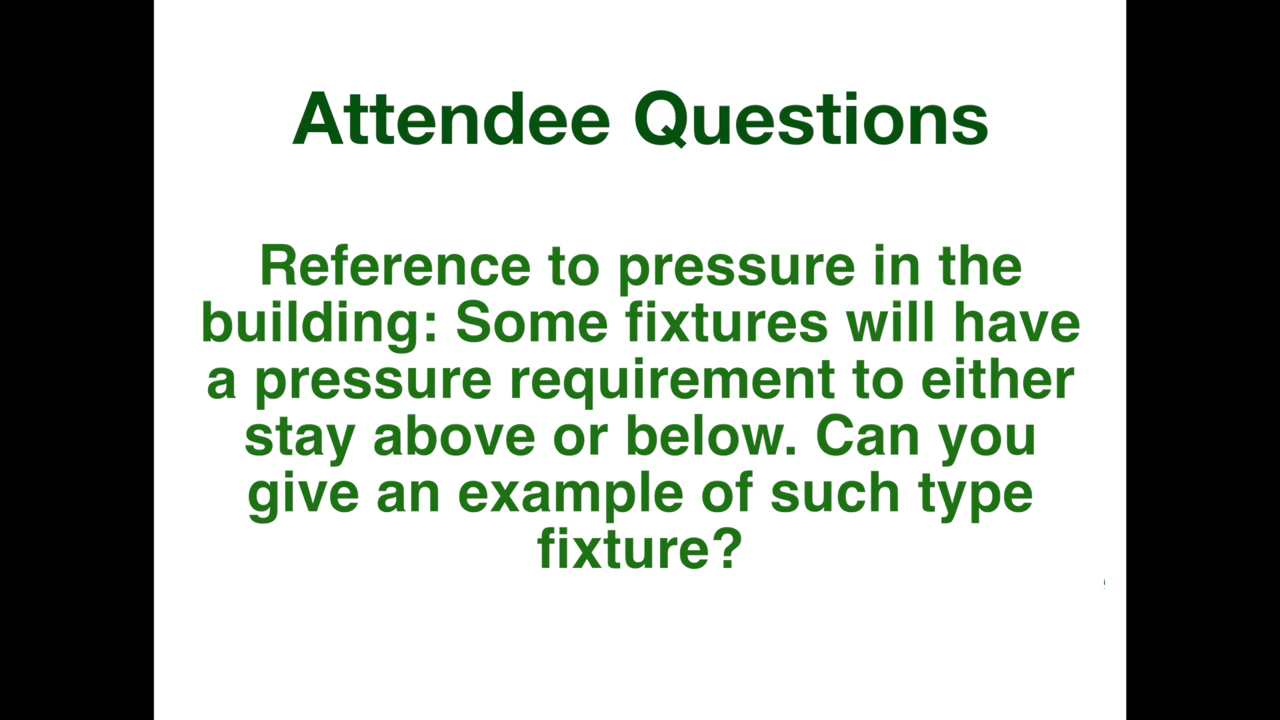 Attendee Questions
Reference to pressure in the
building: Some fixtures will have
a pressure requirement to either
stay above or below. Can you
give an example of such type
fixture?